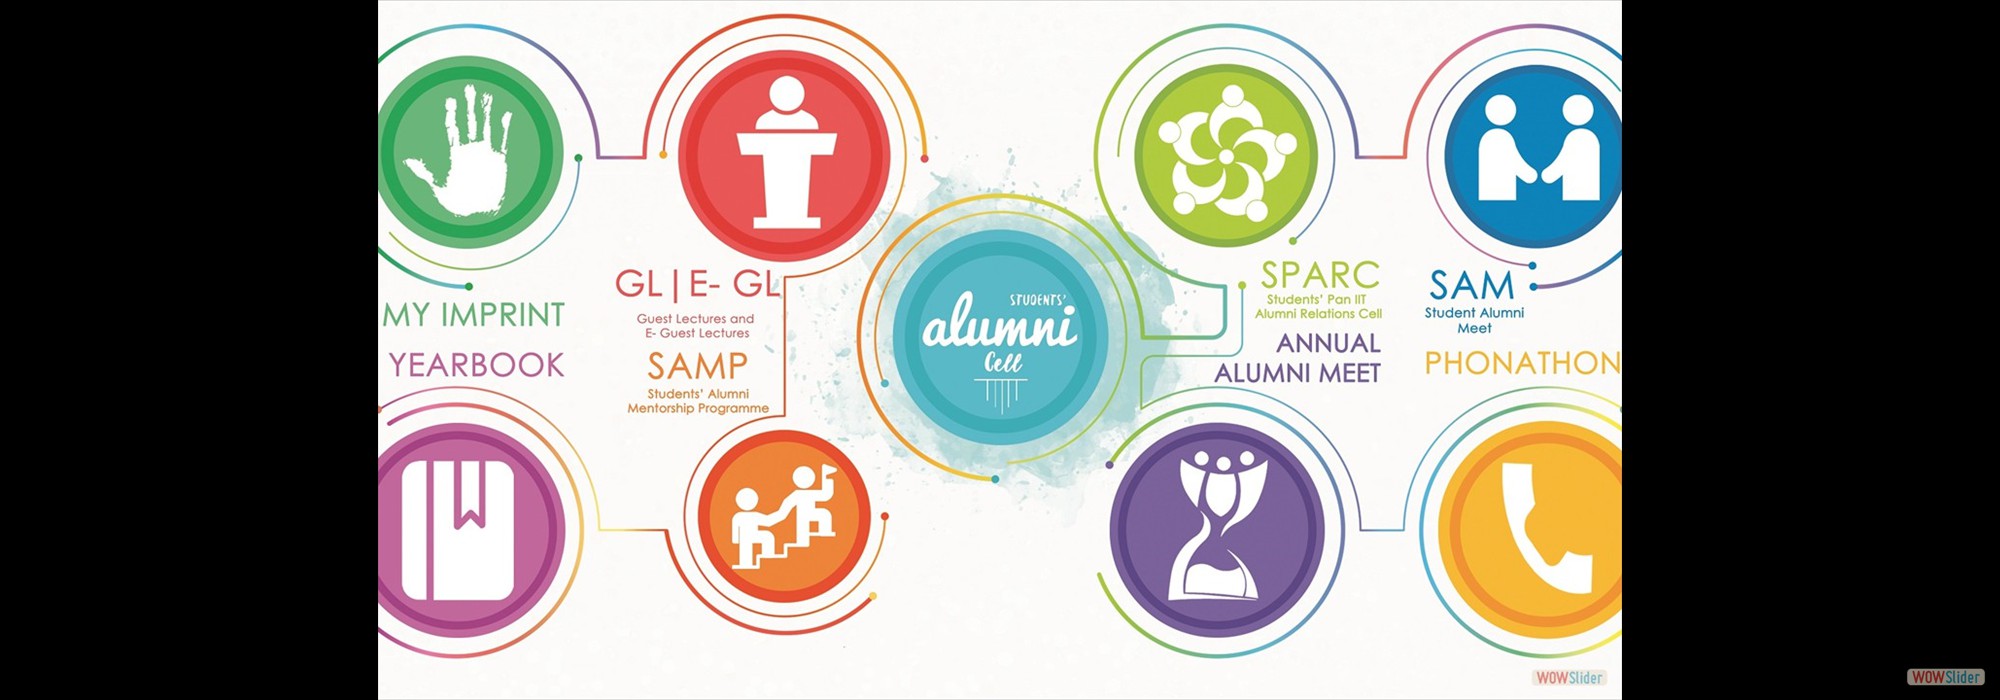 MY IMPRINT
YEARBOOK
GL|E- GL
Guest Lectures and
E- Guest Lectures
SAMP
Students' Alumni
Mentorship Programme
STUDENTS'
alumni
Cell
SPARC
Students' Pan IIT
Alumni Relations Cell
ANNUAL
ALUMNI MEET
SAM
Student Alumni
Meet
PHONATHON
WOWSlider
WOWSlider